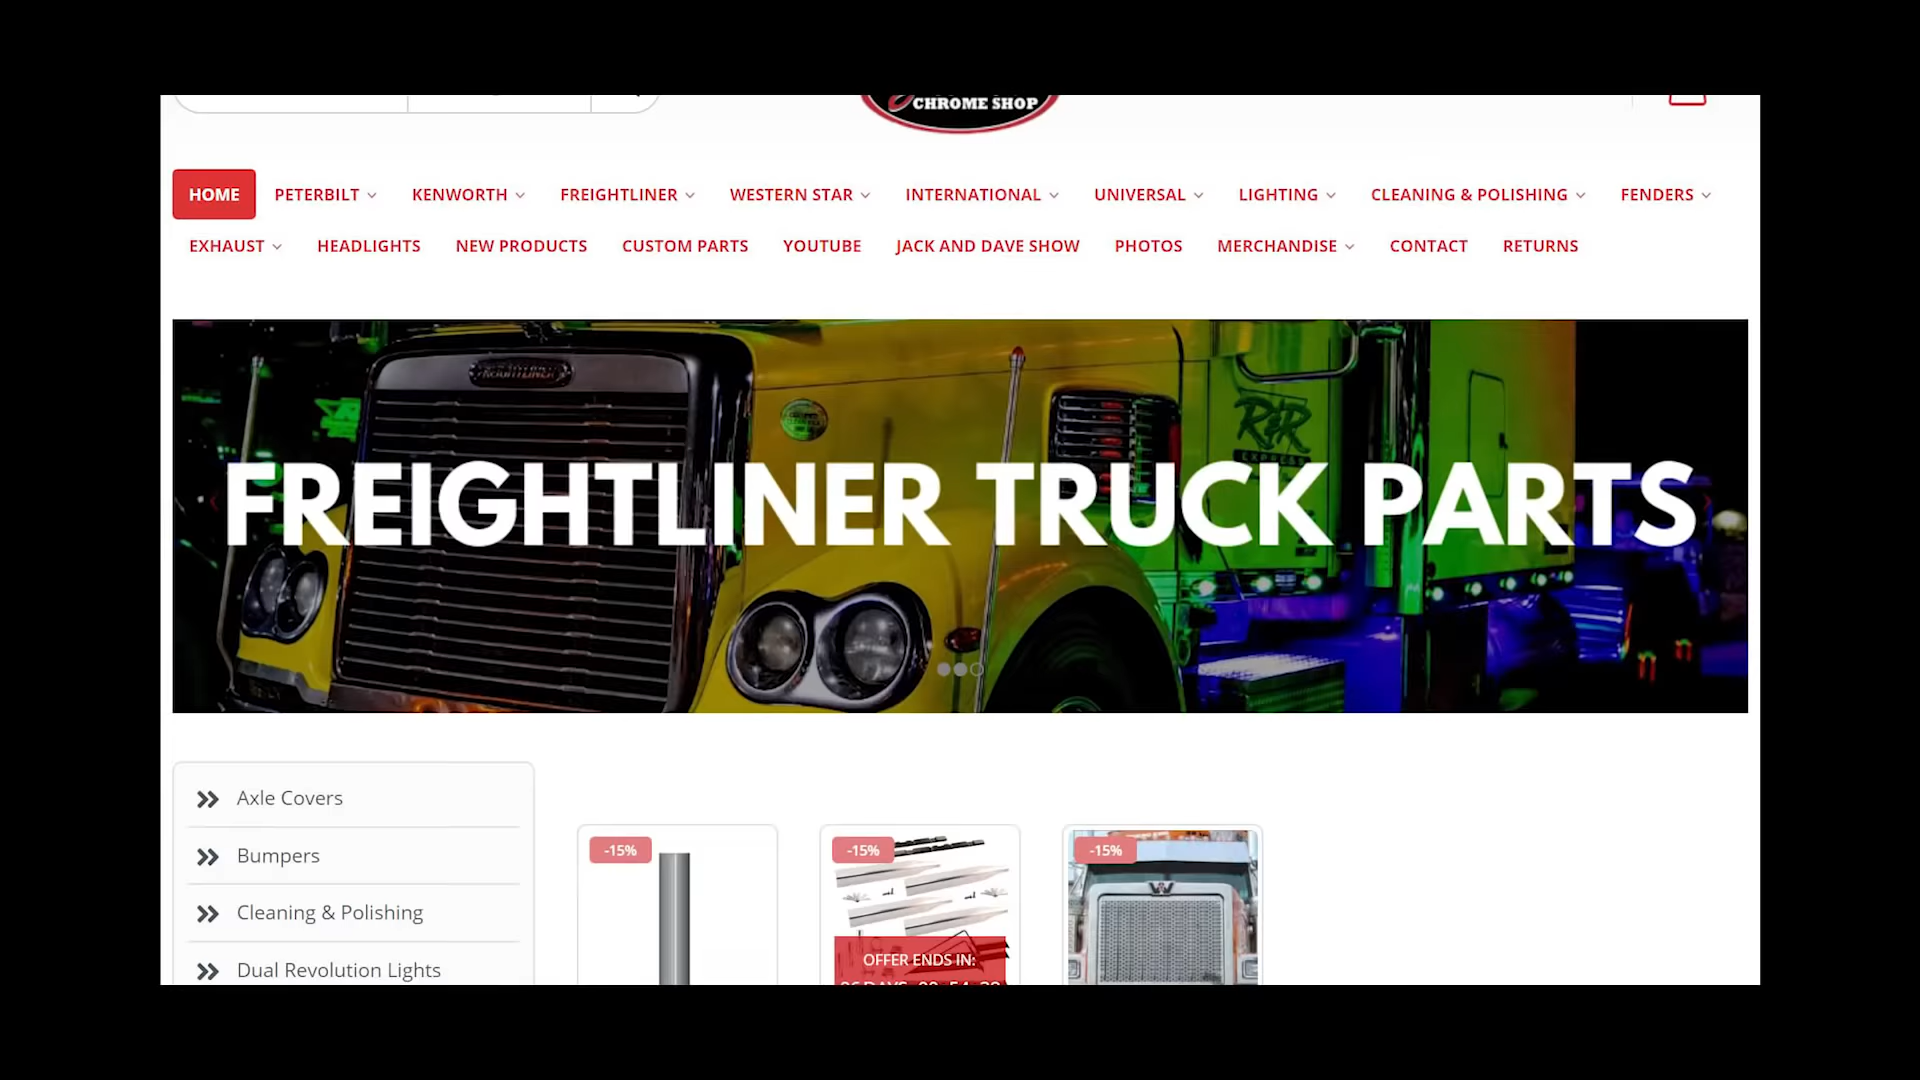 CHROME SHOP
HOME PETERBILT KENWORTH FREIGHTLINER WESTERN STAR INTERNATIONAL UNIVERSAL LIGHTING CLEANING & POLISHING FENDERS
EXHAUST HEADLIGHTS NEW PRODUCTS CUSTOM PARTS YOUTUBE JACK AND DAVE SHOW PHOTOS MERCHANDISE CONTACT RETURNS
FREIGHTLINER
R&R
EXPRESS
FREIGHTLINER TRUCK PARTS
Axle Covers
Bumpers
Cleaning & Polishing
Dual Revolution Lights
-15%
-15%
-15%
OFFER ENDS IN: